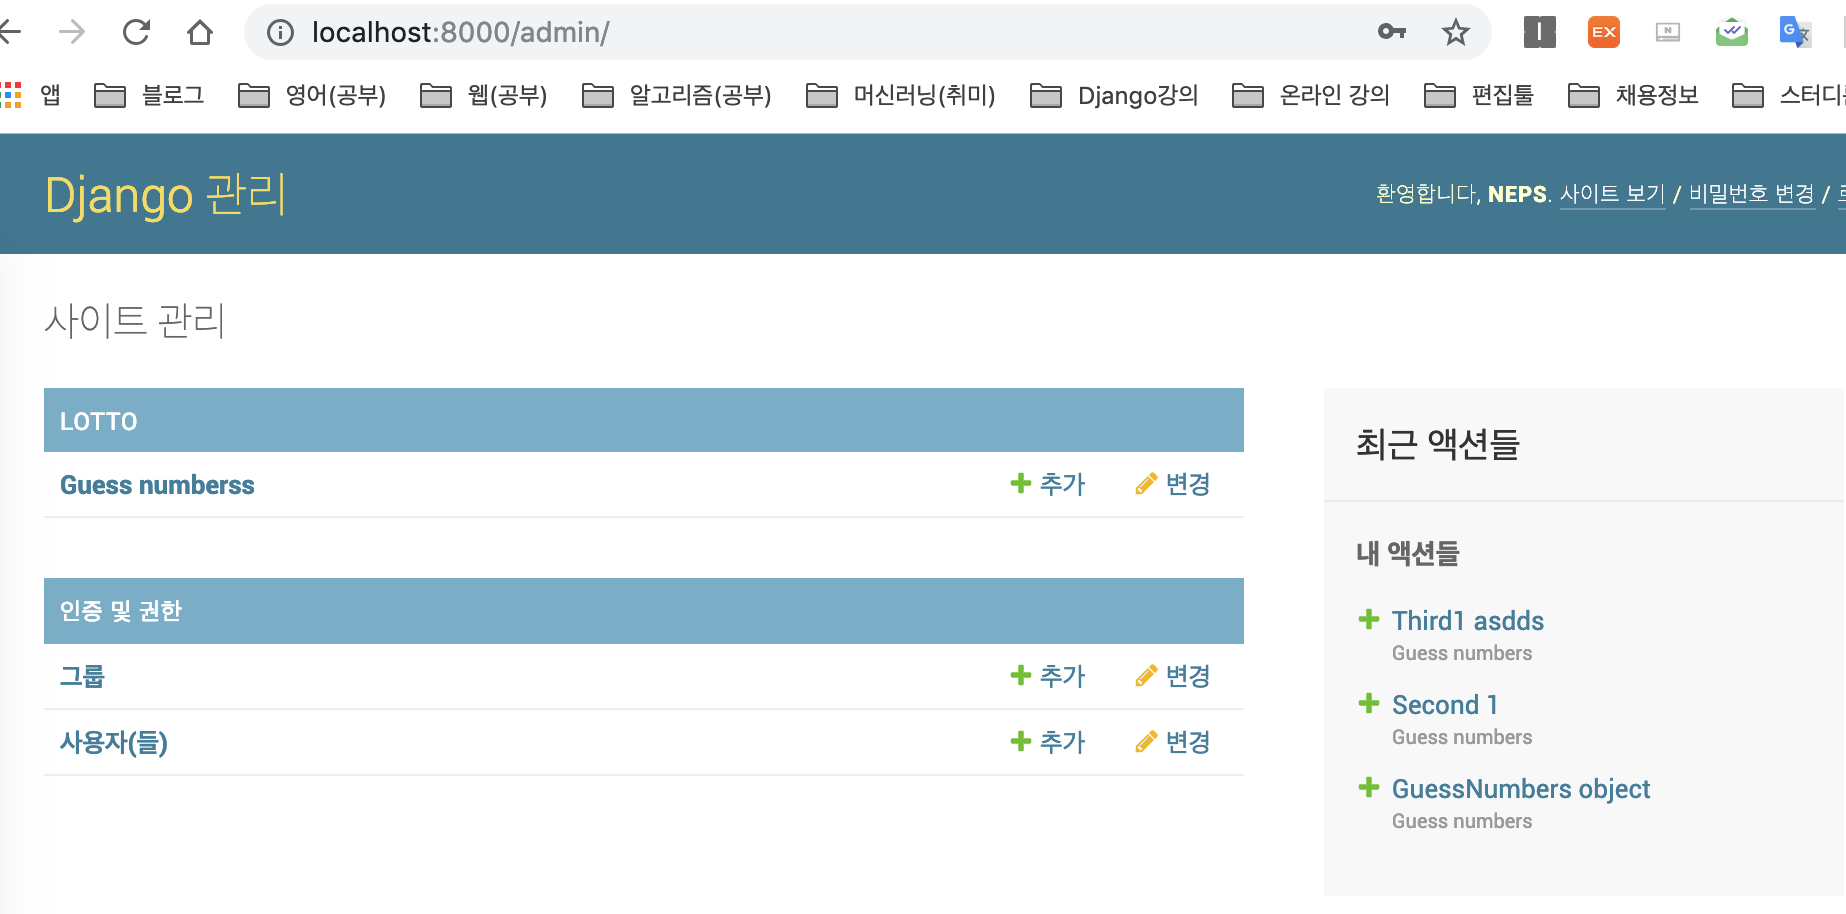 localhost:8000/admin/
EX
앱 블로그 영어(공부) 웹(공부) 알고리즘(공부) 머신러닝(취미) Django강의 온라인 강의 편집툴 채용정보
Django 관리
환영합니다, NEPS. 사이트 보기 / 비밀번호 변경 /
사이트 관리
LOTTO
Guess numberss 추가 변경
인증 및 권한
그룹 추가 변경
사용자(들) 추가 변경
최근 액션들
내 액션들
Third1 asdds
Guess numbers
Second 1
Guess numbers
GuessNumbers object
Guess numbers